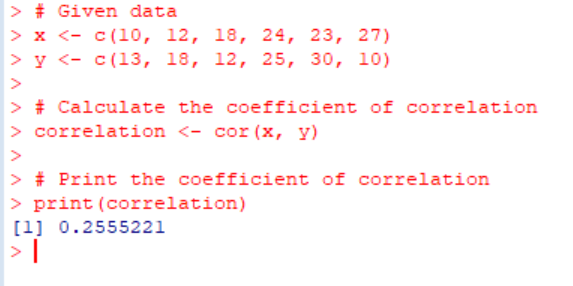 > # Given data
> x <- c(10, 12, 18, 24, 23, 27)
> y <- c(13, 18, 12, 25, 30, 10)
>
> # Calculate the coefficient of correlation
> correlation <- cor(x, y)
>
> # Print the coefficient of correlation
> print(correlation)
[1] 0.2555221
>